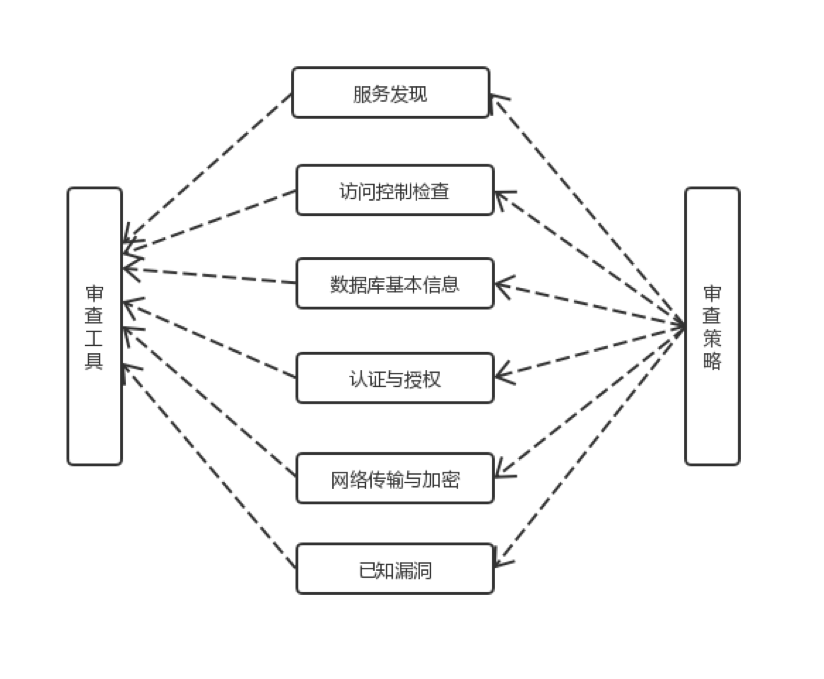 服务发现
访问控制检查
数据库基本信息
认证与授权
网络传输与加密
已知漏洞
审查工具
审查策略